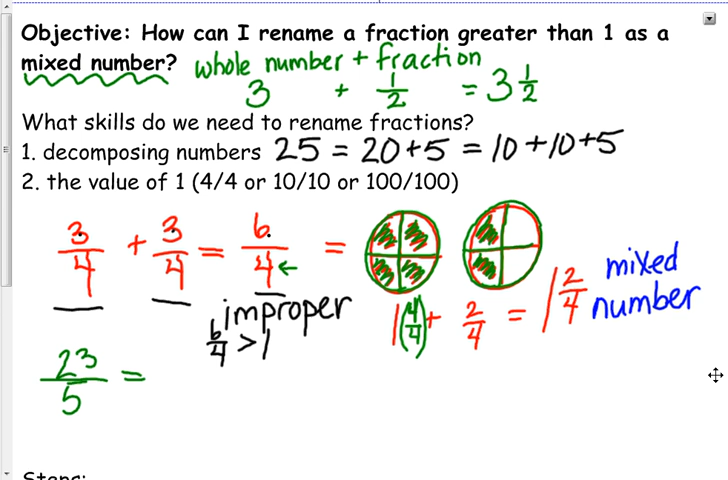 Objective: How can I rename a fraction greater than 1 as a
mixed number? whole number + fraction
3 + 1/2 = 3 1/2
What skills do we need to rename fractions?
1. decomposing numbers 25 = 20+5 = 10+10+5
2. the value of 1 (4/4 or 10/10 or 100/100)
3/4 + 3/4 = 6/4 = 1 (4/4) + 2/4 = 1 2/4 mixed number
improper
6/4 > 1
23/5 =